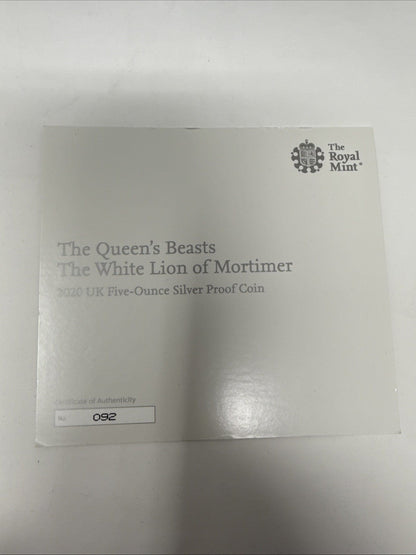 The
Royal
Mint®
The Queen's Beasts
The White Lion of Mortimer
2020 UK Five-Ounce Silver Proof Coin
Certificate of Authenticity
No. 092